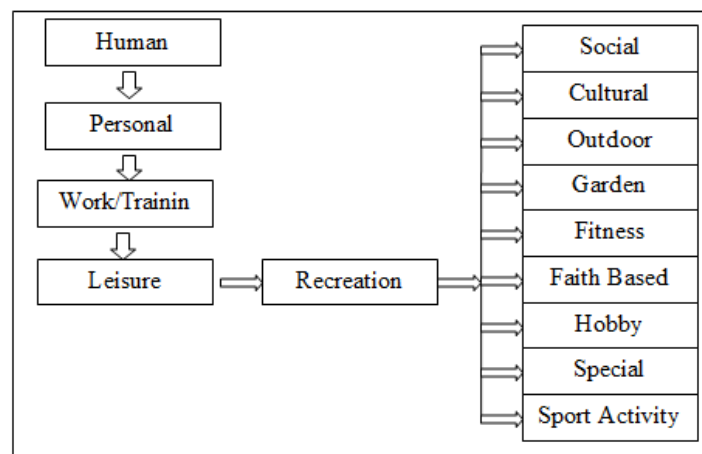 Human
Personal
Work/Trainin
Leisure
Recreation
Social
Cultural
Outdoor
Garden
Fitness
Faith Based
Hobby
Special
Sport Activity